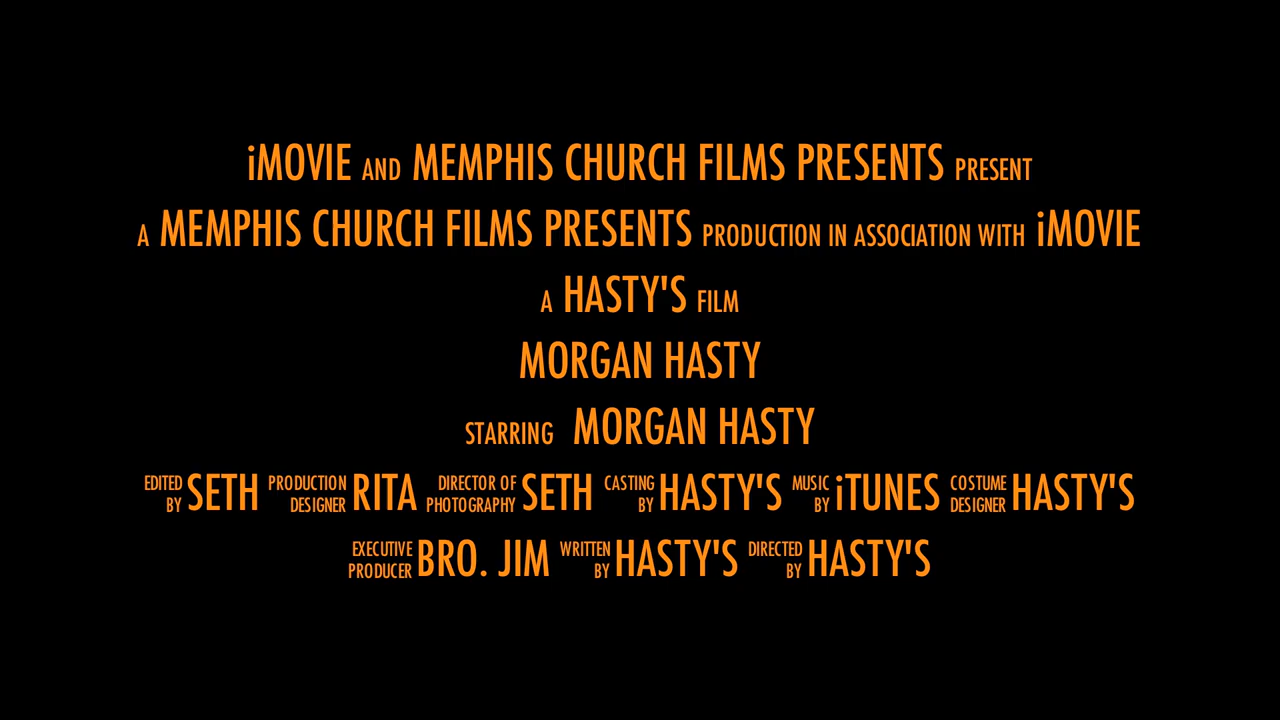 iMOVIE AND MEMPHIS CHURCH FILMS PRESENTS PRESENT
A MEMPHIS CHURCH FILMS PRESENTS PRODUCTION IN ASSOCIATION WITH iMOVIE
A HASTY'S FILM
MORGAN HASTY
STARRING MORGAN HASTY
EDITED BY SETH PRODUCTION DESIGNER RITA DIRECTOR OF PHOTOGRAPHY SETH CASTING BY HASTY'S MUSIC BY iTUNES COSTUME DESIGNER HASTY'S
EXECUTIVE PRODUCER BRO. JIM WRITTEN BY HASTY'S DIRECTED BY HASTY'S